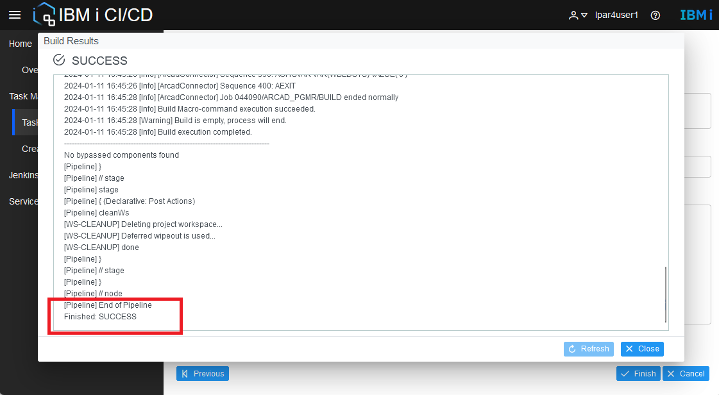 IBM i CI/CD
lpar4user1
IBM i
Home
Ove
Task Ma
Task
Crea
Jenkins
Service
Build Results
SUCCESS
2024-01-11 16:45:26 [Info] [ArcadConnector] Sequence 400: AEXIT
2024-01-11 16:45:28 [Info] [ArcadConnector] Job 044090/ARCAD_PGMR/BUILD ended normally
2024-01-11 16:45:28 [Info] Build Macro-command execution succeeded.
2024-01-11 16:45:28 [Warning] Build is empty, process will end.
2024-01-11 16:45:28 [Info] Build execution completed.
No bypassed components found
[Pipeline] }
[Pipeline] // stage
[Pipeline] stage
[Pipeline] { (Declarative: Post Actions)
[Pipeline] cleanWs
[WS-CLEANUP] Deleting project workspace...
[WS-CLEANUP] Deferred wipeout is used...
[WS-CLEANUP] done
[Pipeline] }
[Pipeline] // stage
[Pipeline] }
[Pipeline] // node
[Pipeline] End of Pipeline
Finished: SUCCESS
Refresh
Close
Previous
Finish
Cancel